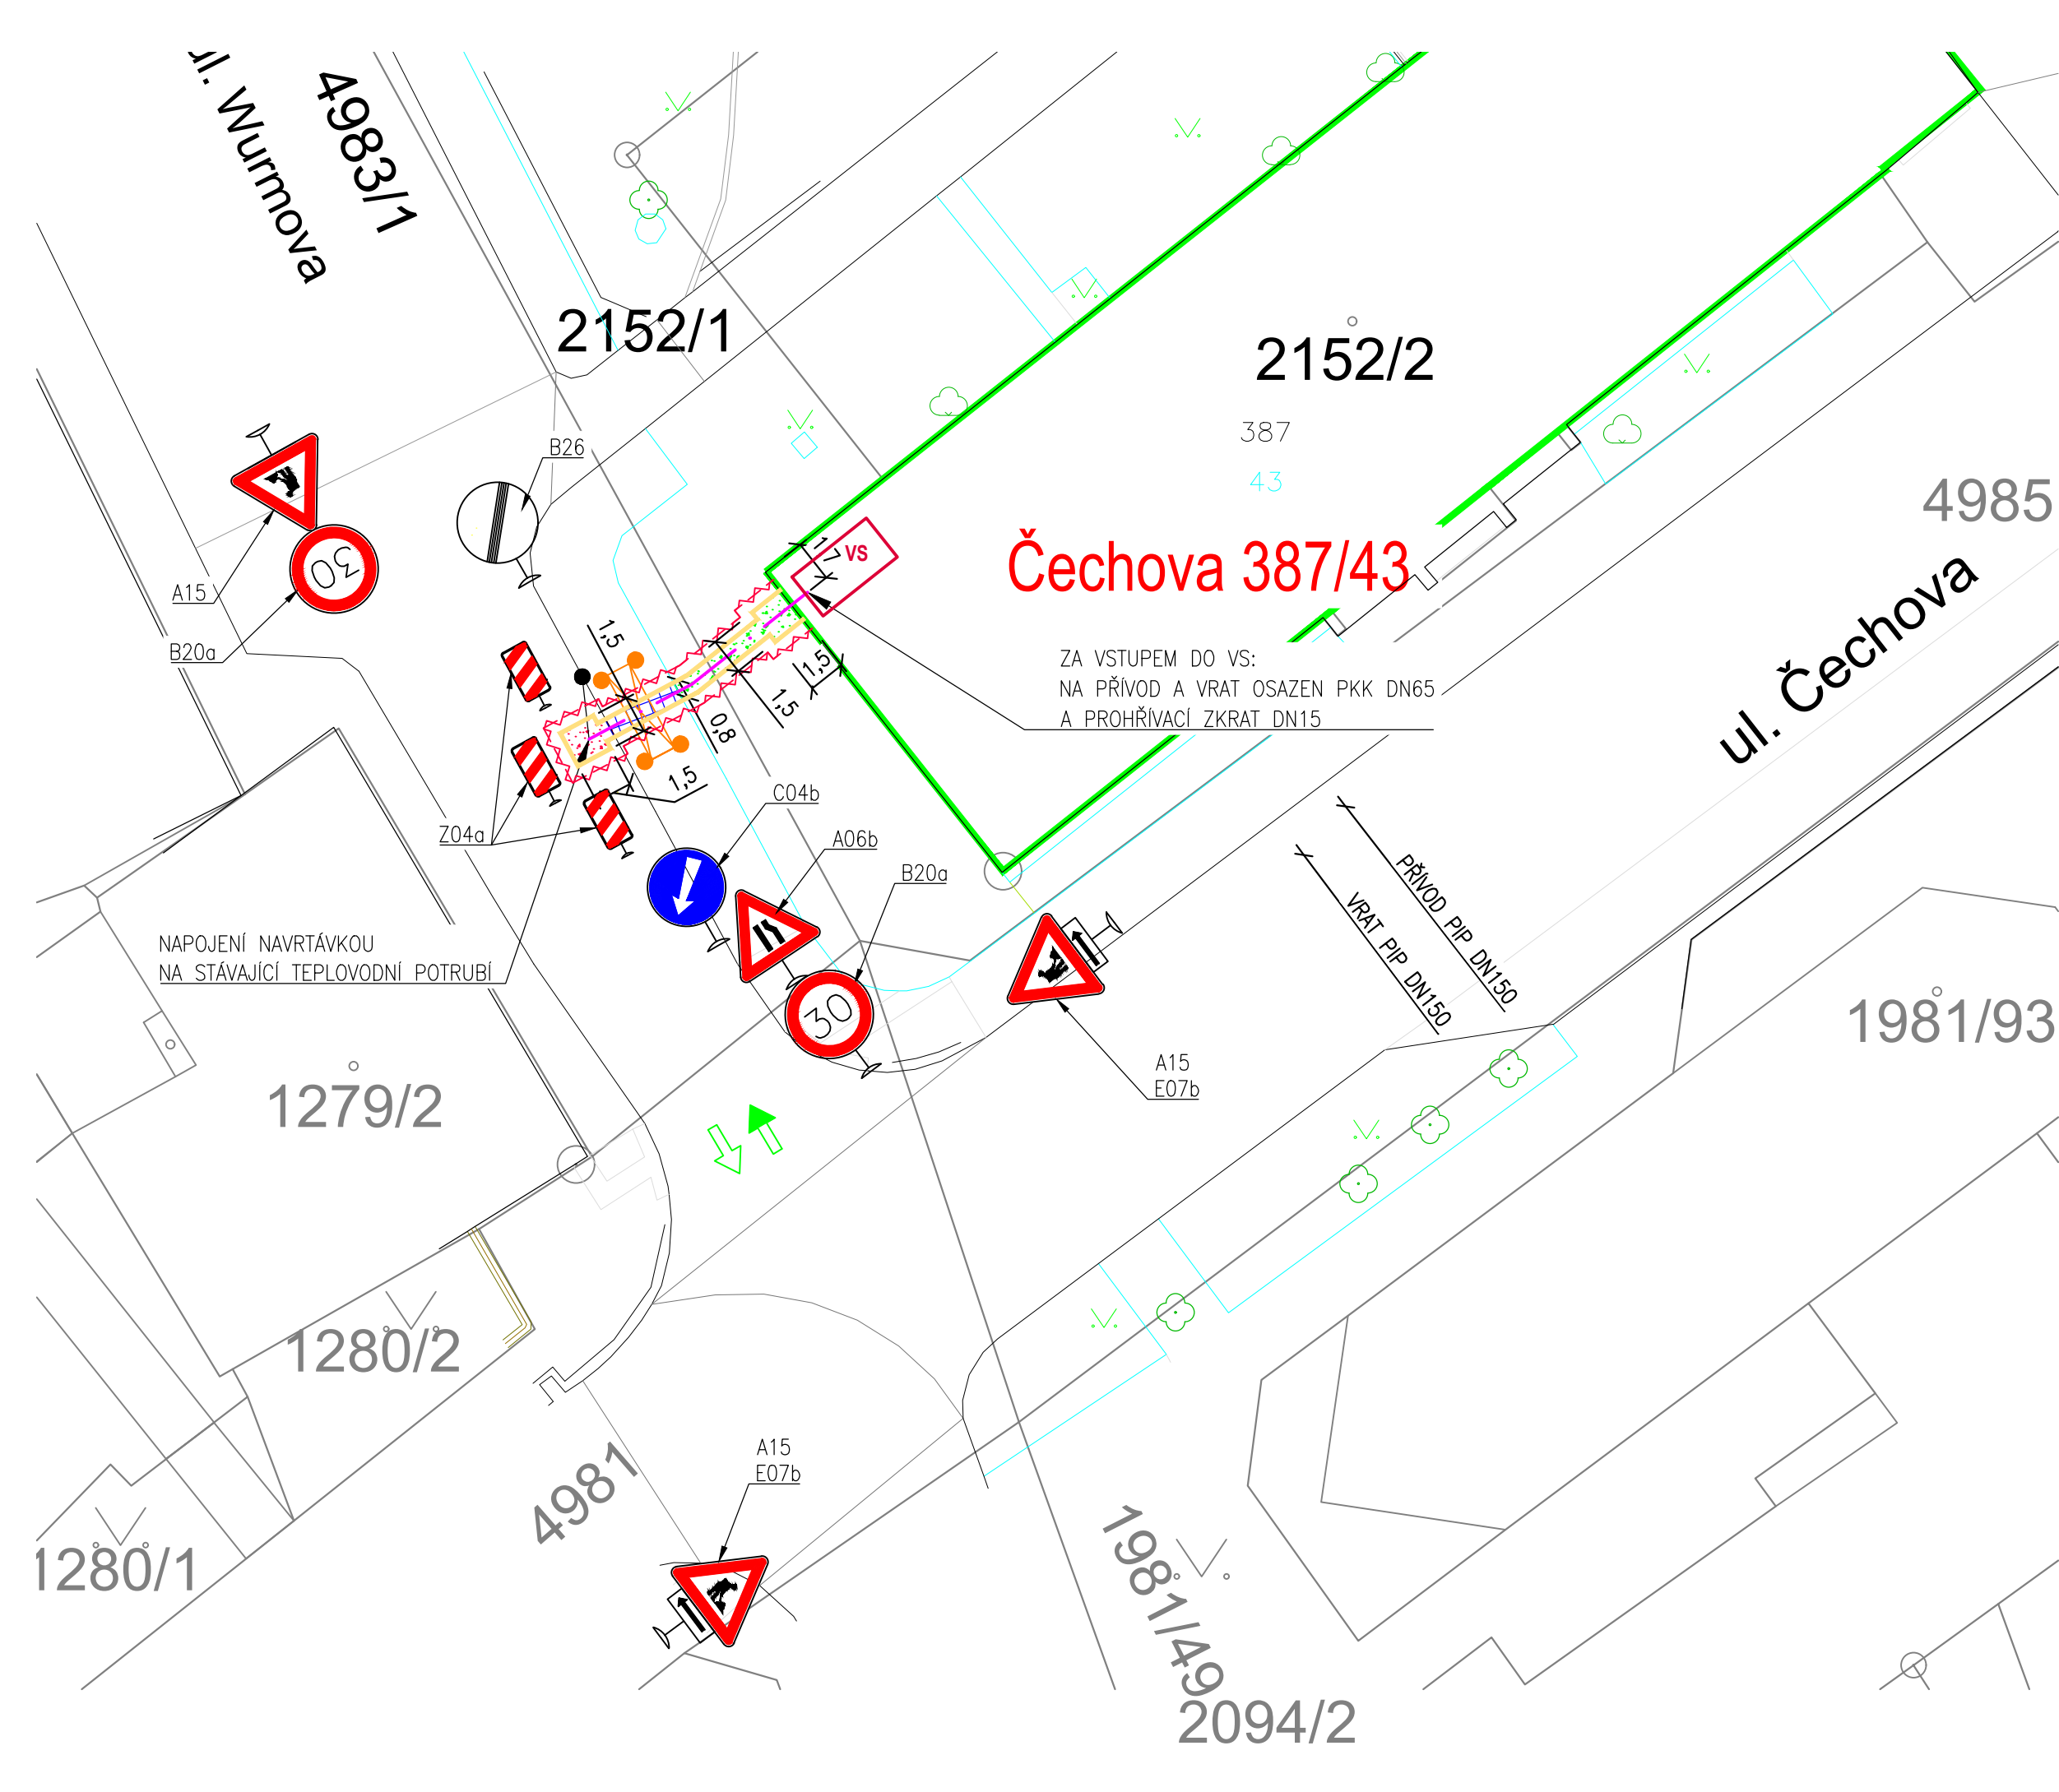 ul. Wurmova
4983/1
2152/1
2152/2
387
43
B26
4985
Čechova 387/43
VS
1,7
A15
30
B20a
1,5
1,5
1,5
0,8
1,5
ZA VSTUPEM DO VS:
NA PŘÍVOD A VRAT OSAZEN PKK DN65
A PROHŘÍVACÍ ZKRAT DN15
ul. Čechova
C04b
Z04a
A06b
B20a
PŘÍVOD PIP DN150
VRAT PIP DN150
NAPOJENÍ NAVRTÁVKOU
NA STÁVAJÍCÍ TEPLOVODNÍ POTRUBÍ
30
1981/93
A15
E07b
1279/2
1280/2
A15
E07b
4981
1280/1
1981/49
2094/2